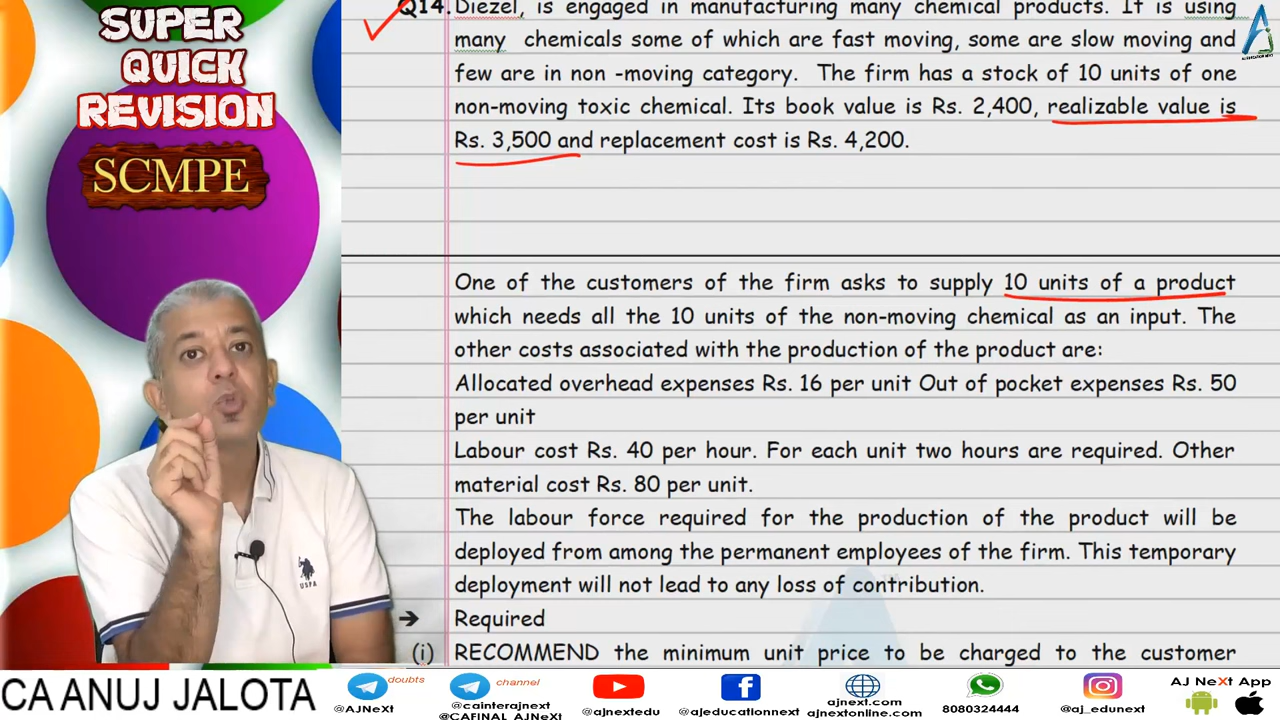 SUPER
QUICK
REVISION
SCMPE
Q14. Diezel, is engaged in manufacturing many chemical products. It is using
many chemicals some of which are fast moving, some are slow moving and
few are in non -moving category. The firm has a stock of 10 units of one
non-moving toxic chemical. Its book value is Rs. 2,400, realizable value is
Rs. 3,500 and replacement cost is Rs. 4,200.
One of the customers of the firm asks to supply 10 units of a product
which needs all the 10 units of the non-moving chemical as an input. The
other costs associated with the production of the product are:
Allocated overhead expenses Rs. 16 per unit Out of pocket expenses Rs. 50
per unit
Labour cost Rs. 40 per hour. For each unit two hours are required. Other
material cost Rs. 80 per unit.
The labour force required for the production of the product will be
deployed from among the permanent employees of the firm. This temporary
deployment will not lead to any loss of contribution.
→ Required
(i) RECOMMEND the minimum unit price to be charged to the customer
USPA
CA ANUJ JALOTA
doubts
@AJNeXt
channel
@cainterajnext
@CAFINAL_AJNeXt
@ajnextedu
@ajeducationnext
ajnext.com
ajnextonline.com
8080324444
@aj_edunext
AJ NeXt App